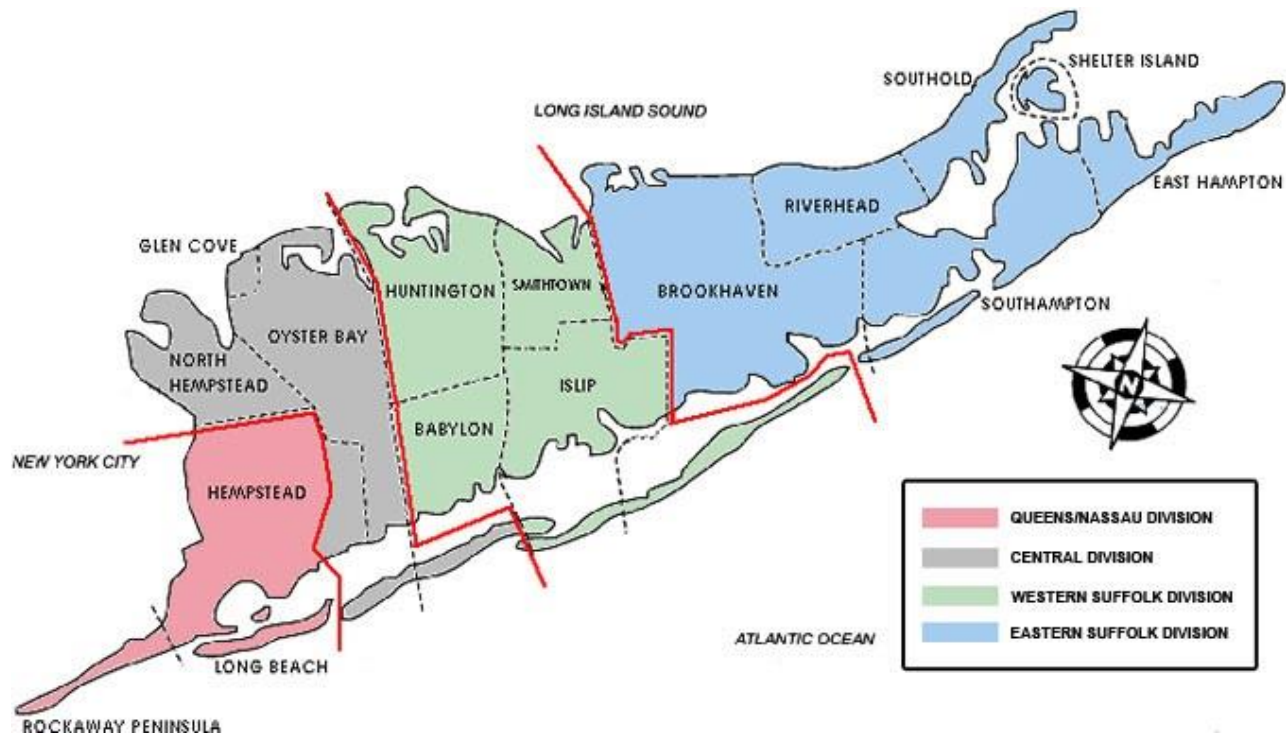 SHELTER ISLAND
SOUTHOLD
LONG ISLAND SOUND
EAST HAMPTON
RIVERHEAD
GLEN COVE
HUNTINGTON
SMITHTOWN
BROOKHAVEN
SOUTHAMPTON
OYSTER BAY
NORTH
HEMPSTEAD
ISLIP
BABYLON
N
NEW YORK CITY
HEMPSTEAD
QUEENS/NASSAU DIVISION
CENTRAL DIVISION
WESTERN SUFFOLK DIVISION
EASTERN SUFFOLK DIVISION
ATLANTIC OCEAN
LONG BEACH
ROCKAWAY PENINSULA